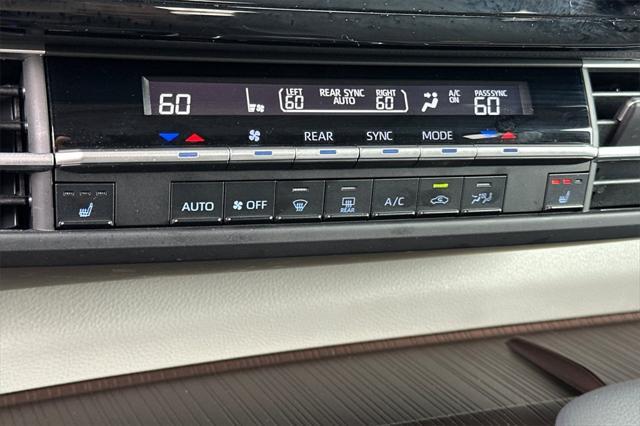 LEFT REAR SYNC RIGHT A/C PASS SYNC
60 60 AUTO 60 ON 60
REAR SYNC MODE
AUTO OFF REAR A/C